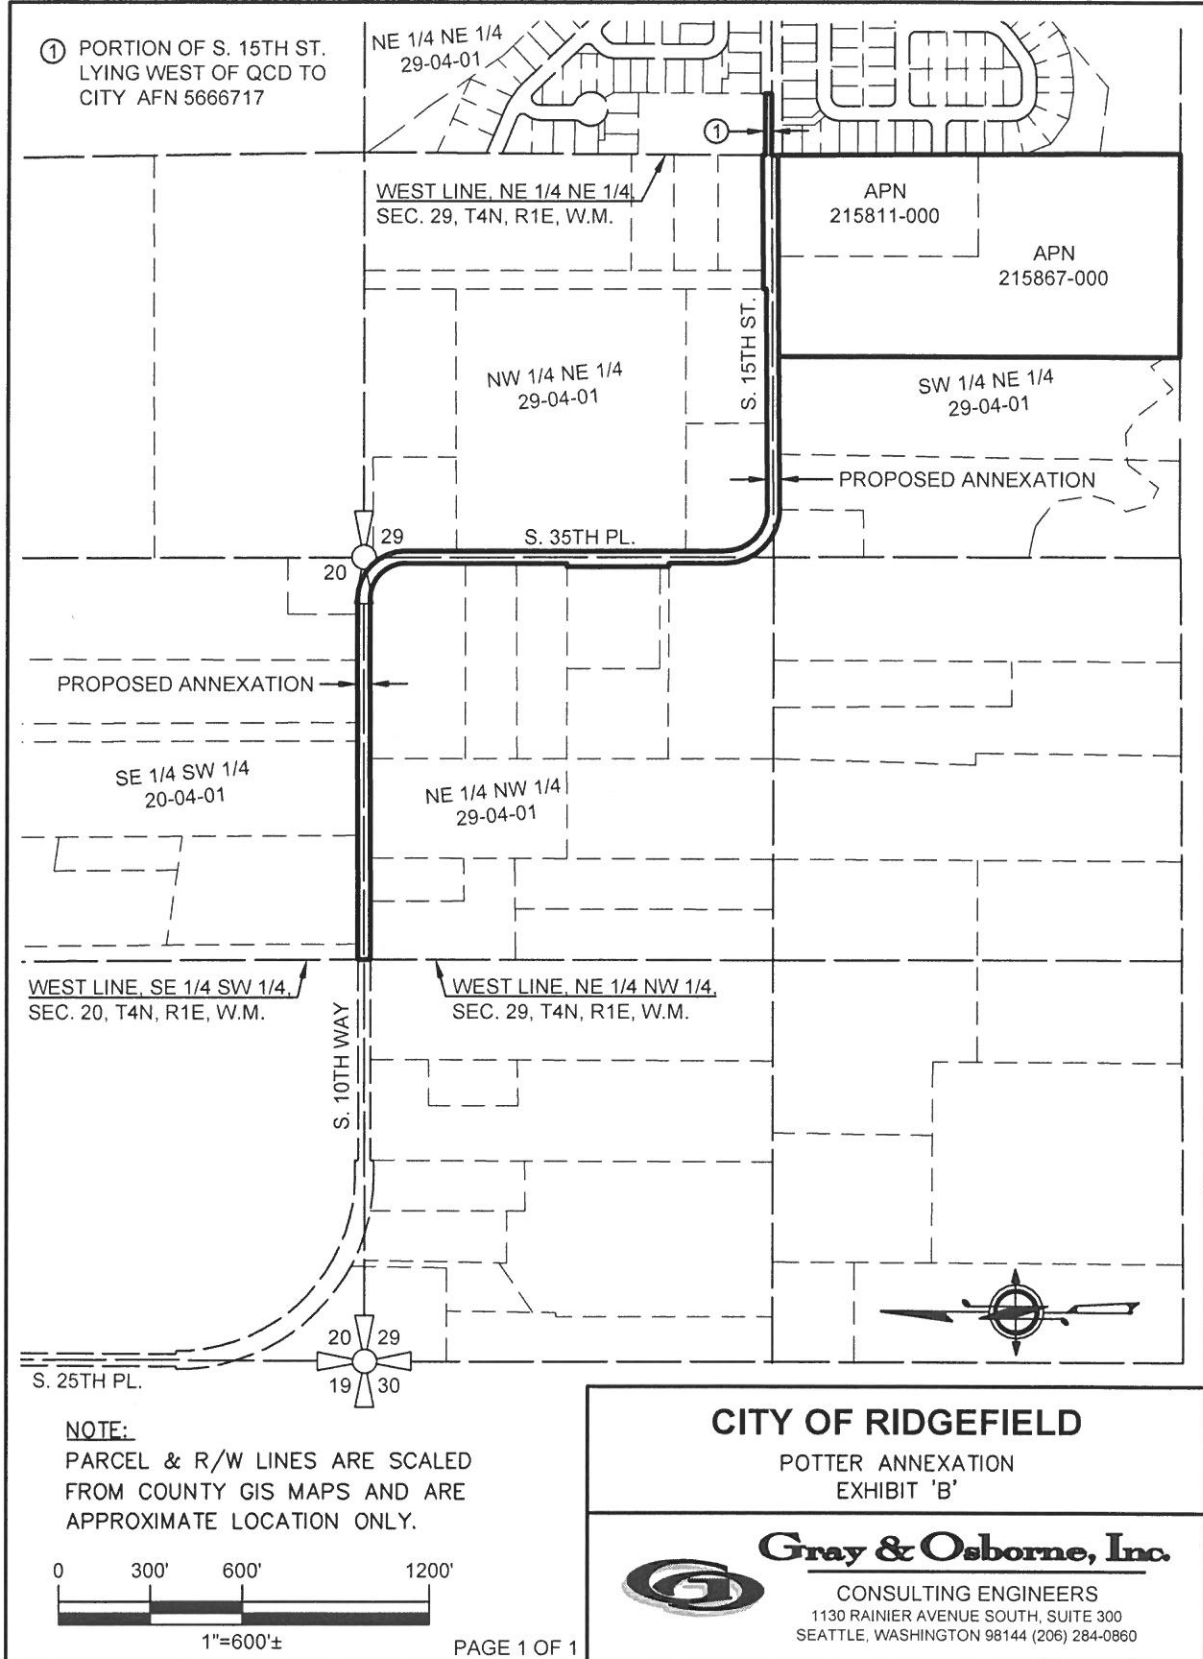 ① PORTION OF S. 15TH ST.
LYING WEST OF QCD TO
CITY AFN 5666717
NE 1/4 NE 1/4
29-04-01
①
WEST LINE, NE 1/4 NE 1/4,
SEC. 29, T4N, R1E, W.M.
APN
215811-000
APN
215867-000
S. 15TH ST.
NW 1/4 NE 1/4
29-04-01
SW 1/4 NE 1/4
29-04-01
PROPOSED ANNEXATION
29
20
S. 35TH PL.
PROPOSED ANNEXATION
SE 1/4 SW 1/4
20-04-01
NE 1/4 NW 1/4
29-04-01
WEST LINE, SE 1/4 SW 1/4,
SEC. 20, T4N, R1E, W.M.
WEST LINE, NE 1/4 NW 1/4,
SEC. 29, T4N, R1E, W.M.
S. 10TH WAY
20 29
19 30
S. 25TH PL.
NOTE:
PARCEL & R/W LINES ARE SCALED
FROM COUNTY GIS MAPS AND ARE
APPROXIMATE LOCATION ONLY.
0 300' 600' 1200'
1"=600'±
PAGE 1 OF 1
CITY OF RIDGEFIELD
POTTER ANNEXATION
EXHIBIT 'B'
Gray & Osborne, Inc.
CONSULTING ENGINEERS
1130 RAINIER AVENUE SOUTH, SUITE 300
SEATTLE, WASHINGTON 98144 (206) 284-0860